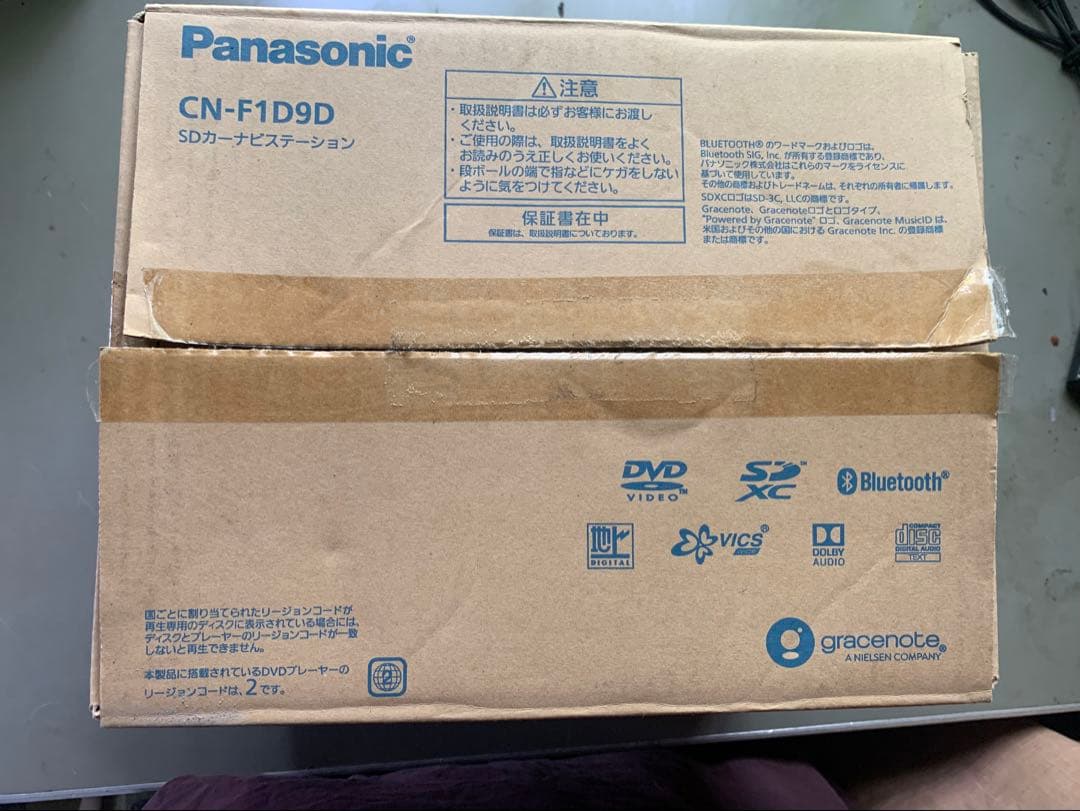 Panasonic®
CN-F1D9D
SDカーナビステーション
注意
・取扱説明書は必ずお客様にお渡し
ください。
・ご使用の際は、取扱説明書をよく
お読みのうえ正しくお使いください。
・段ボールの端で指などにケガをしない
ように気をつけてください。
保証書在中
保証書は、取扱説明書についております。
BLUETOOTH® のワードマークおよびロゴは、
Bluetooth SIG, Inc. が所有する登録商標であり、
パナソニック株式会社はこれらのマークをライセンスに
基づいて使用しています。
その他の商標およびトレードネームは、それぞれの所有者に帰属します。
SDXCロゴはSD-3C, LLCの商標です。
Gracenote、Gracenoteロゴとロゴタイプ、
"Powered by Gracenote" ロゴ、Gracenote MusicID は、
米国およびその他の国における Gracenote Inc. の登録商標
または商標です。
DVD
VIDEO™
SD™
XC
Bluetooth®
地上
DIGITAL
VICS®
DOLBY
AUDIO
COMPACT
disc
DIGITAL AUDIO
TEXT
国ごとに割り当てられたリージョンコードが
再生専用のディスクに表示されている場合には、
ディスクとプレーヤーのリージョンコードが一致
しないと再生できません。
本製品に搭載されているDVDプレーヤーの
リージョンコードは、2 です。
2
gracenote®
A NIELSEN COMPANY